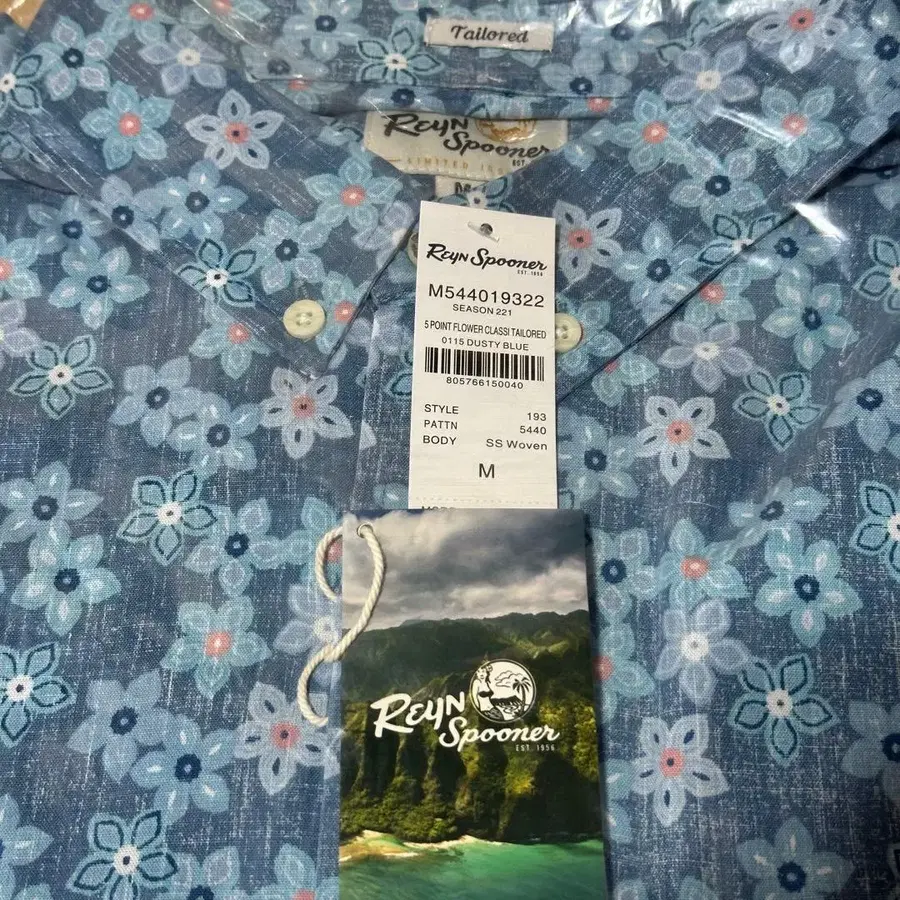 Tailored
Reyn
Spooner
LIMITED
EST.
M
Reyn Spooner
EST. 1956
M544019322
SEASON 221
5 POINT FLOWER CLASSI TAILORED
0115 DUSTY BLUE
805766150040
STYLE 193
PATTN 5440
BODY SS Woven
M
Reyn
Spooner
EST. 1956